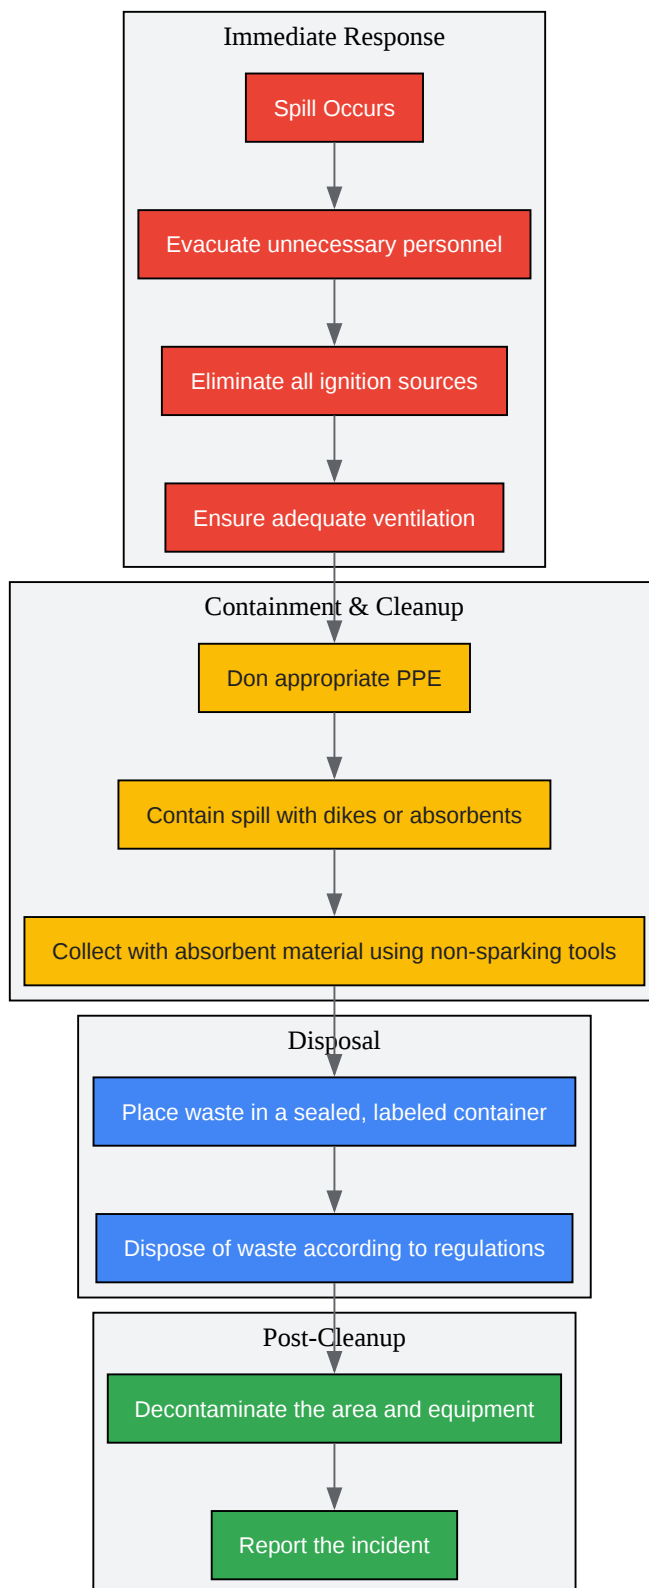 Immediate Response
Spill Occurs
Evacuate unnecessary personnel
Eliminate all ignition sources
Ensure adequate ventilation
Containment & Cleanup
Don appropriate PPE
Contain spill with dikes or absorbents
Collect with absorbent material using non-sparking tools
Disposal
Place waste in a sealed, labeled container
Dispose of waste according to regulations
Post-Cleanup
Decontaminate the area and equipment
Report the incident